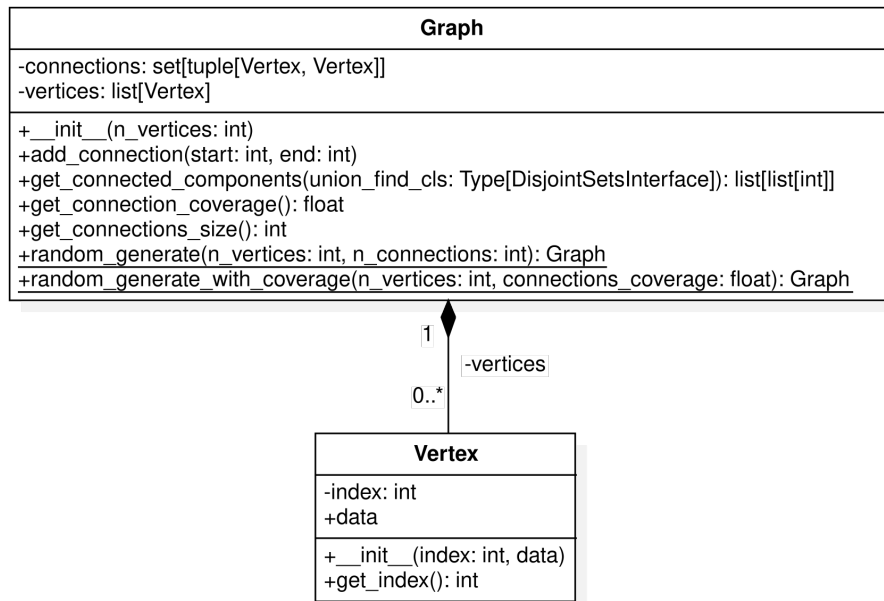 Graph
-connections: set[tuple[Vertex, Vertex]]
-vertices: list[Vertex]
+__init__(n_vertices: int)
+add_connection(start: int, end: int)
+get_connected_components(union_find_cls: Type[DisjointSetsInterface]): list[list[int]]
+get_connection_coverage(): float
+get_connections_size(): int
+random_generate(n_vertices: int, n_connections: int): Graph
+random_generate_with_coverage(n_vertices: int, connections_coverage: float): Graph
1
-vertices
0..*
Vertex
-index: int
+data
+__init__(index: int, data)
+get_index(): int